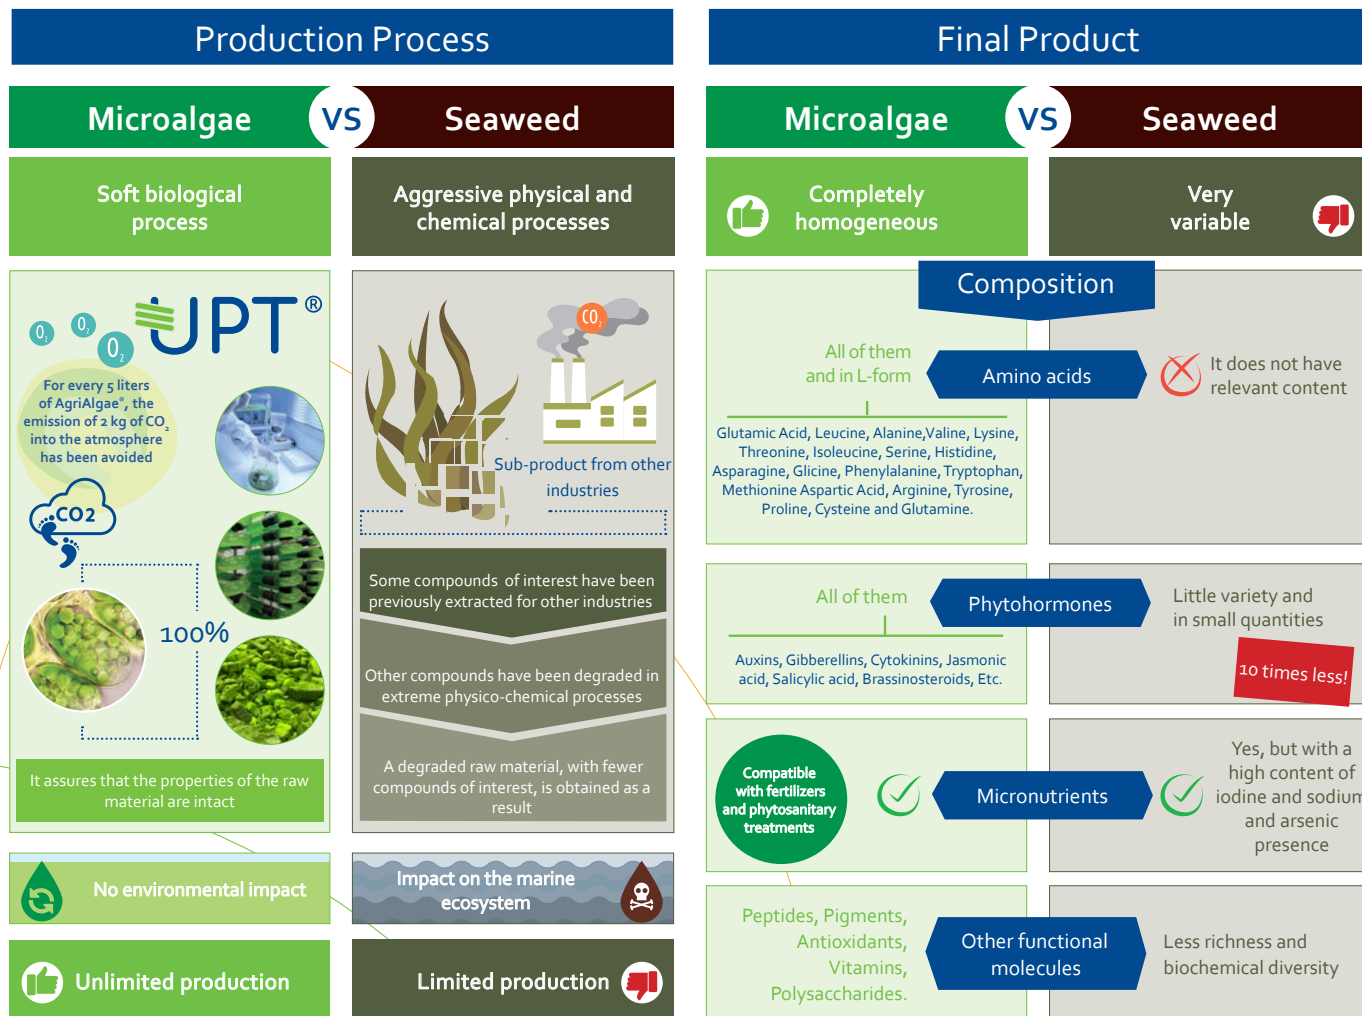 Production Process
Microalgae
VS
Seaweed
Soft biological
process
Aggressive physical and
chemical processes
O2
O2
O2
UPT®
For every 5 liters
of AgriAlgae®, the
emission of 2 kg of CO2
into the atmosphere
has been avoided
CO2
100%
It assures that the properties of the raw
material are intact
CO2
Sub-product from other
industries
Some compounds of interest have been
previously extracted for other industries
Other compounds have been degraded in
extreme physico-chemical processes
A degraded raw material, with fewer
compounds of interest, is obtained as a
result
No environmental impact
Impact on the marine
ecosystem
Unlimited production
Limited production
Final Product
Microalgae
VS
Seaweed
Completely
homogeneous
Very
variable
Composition
All of them
and in L-form
Amino acids
It does not have
relevant content
Glutamic Acid, Leucine, Alanine,Valine, Lysine,
Threonine, Isoleucine, Serine, Histidine,
Asparagine, Glicine, Phenylalanine, Tryptophan,
Methionine Aspartic Acid, Arginine, Tyrosine,
Proline, Cysteine and Glutamine.
All of them
Phytohormones
Little variety and
in small quantities
Auxins, Gibberellins, Cytokinins, Jasmonic
acid, Salicylic acid, Brassinosteroids, Etc.
10 times less!
Compatible
with fertilizers
and phytosanitary
treatments
Micronutrients
Yes, but with a
high content of
iodine and sodium
and arsenic
presence
Peptides, Pigments,
Antioxidants,
Vitamins,
Polysaccharides.
Other functional
molecules
Less richness and
biochemical diversity